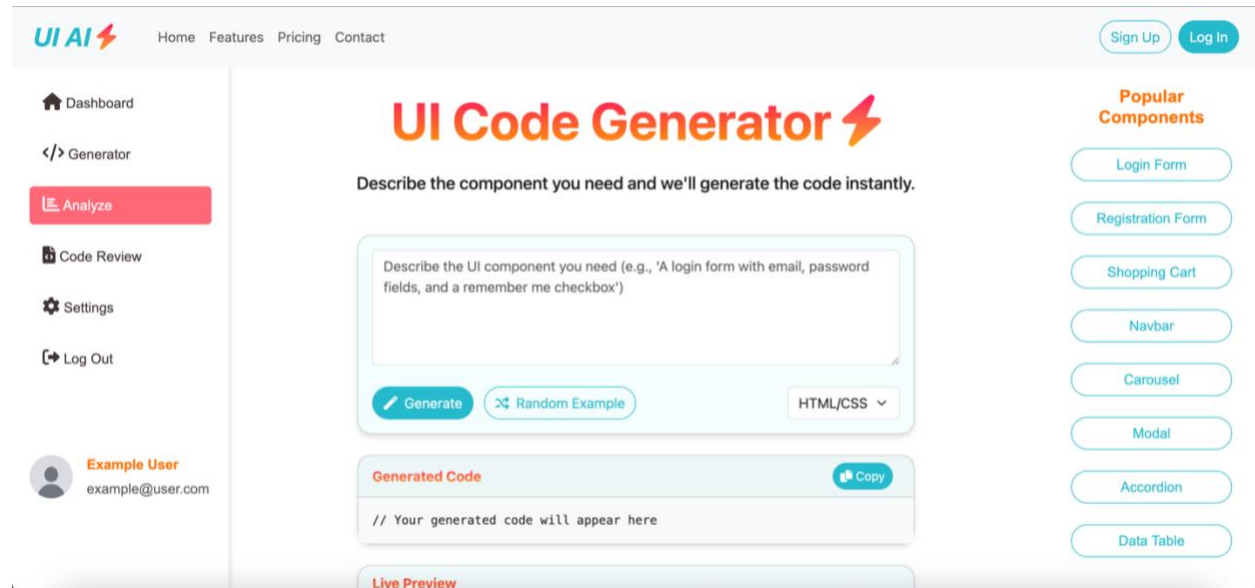 UI AI
Home Features Pricing Contact
Sign Up
Log In
Dashboard
</> Generator
Analyze
Code Review
Settings
Log Out
Example User
example@user.com
UI Code Generator
Describe the component you need and we'll generate the code instantly.
Describe the UI component you need (e.g., 'A login form with email, password
fields, and a remember me checkbox')
Generate
Random Example
HTML/CSS
Generated Code
Copy
// Your generated code will appear here
Live Preview
Popular
Components
Login Form
Registration Form
Shopping Cart
Navbar
Carousel
Modal
Accordion
Data Table